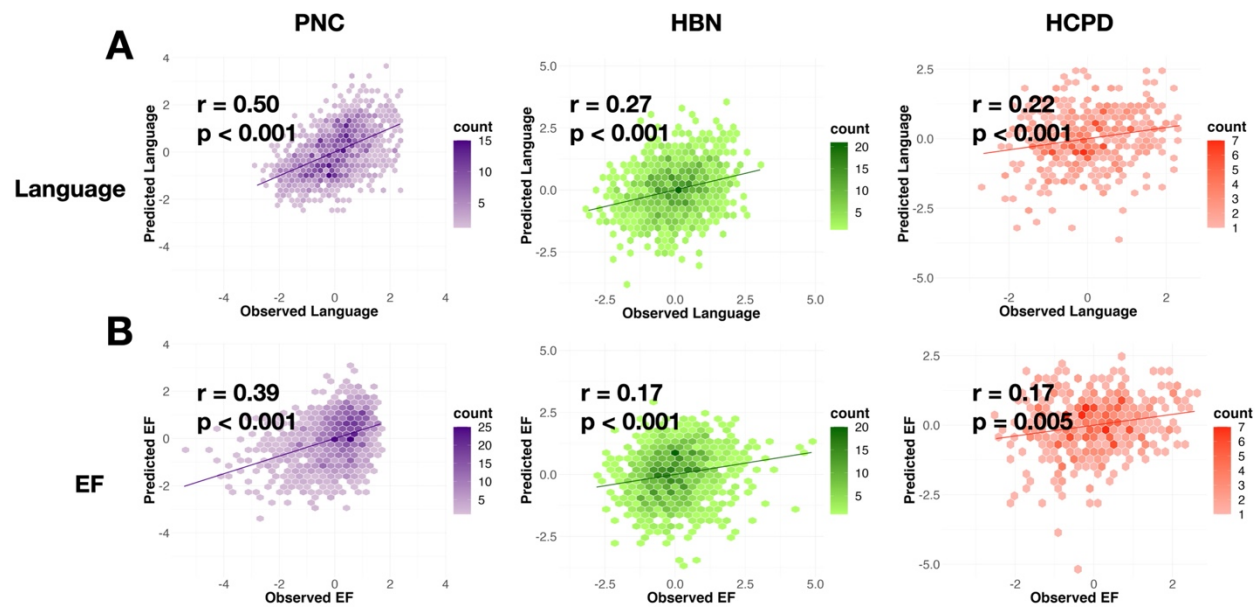 PNC
HBN
HCPD
A
Language
Predicted Language
4
2
0
-2
-4
r = 0.50
p < 0.001
count
15
10
5
-4
-2
0
2
4
Observed Language
Predicted Language
5.0
2.5
0.0
-2.5
r = 0.27
p < 0.001
count
20
15
10
5
-2.5
0.0
2.5
5.0
Observed Language
Predicted Language
2.5
0.0
-2.5
-5.0
r = 0.22
p < 0.001
count
7
6
5
4
3
2
1
-2
0
2
Observed Language
B
EF
Predicted EF
4
2
0
-2
-4
r = 0.39
p < 0.001
count
25
20
15
10
5
-4
-2
0
2
4
Observed EF
Predicted EF
5.0
2.5
0.0
-2.5
r = 0.17
p < 0.001
count
20
15
10
5
-2.5
0.0
2.5
5.0
Observed EF
Predicted EF
2.5
0.0
-2.5
-5.0
r = 0.17
p = 0.005
count
7
6
5
4
3
2
1
-2
0
2
Observed EF